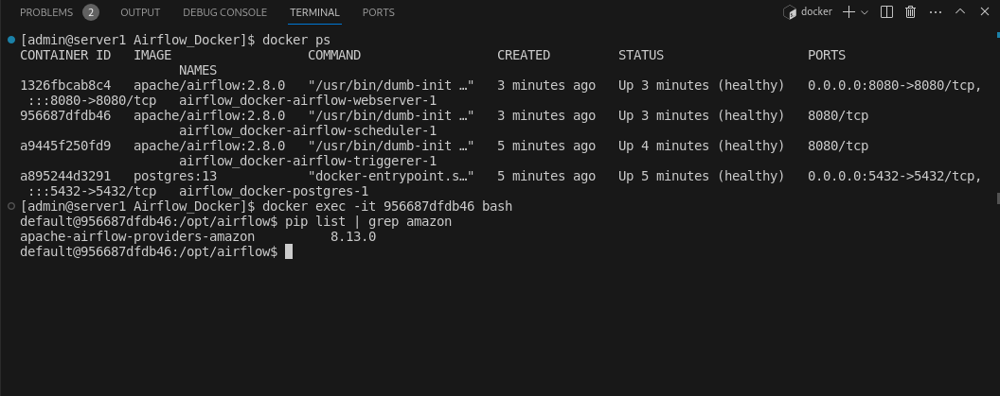 PROBLEMS 2 OUTPUT DEBUG CONSOLE TERMINAL PORTS docker
[admin@server1 Airflow_Docker]$ docker ps
CONTAINER ID   IMAGE                  COMMAND                  CREATED         STATUS                   PORTS
                     NAMES
1326fbcab8c4   apache/airflow:2.8.0   "/usr/bin/dumb-init …"   3 minutes ago   Up 3 minutes (healthy)   0.0.0.0:8080->8080/tcp,
 :::8080->8080/tcp   airflow_docker-airflow-webserver-1
956687dfdb46   apache/airflow:2.8.0   "/usr/bin/dumb-init …"   3 minutes ago   Up 3 minutes (healthy)   8080/tcp
                     airflow_docker-airflow-scheduler-1
a9445f250fd9   apache/airflow:2.8.0   "/usr/bin/dumb-init …"   5 minutes ago   Up 4 minutes (healthy)   8080/tcp
                     airflow_docker-airflow-triggerer-1
a895244d3291   postgres:13            "docker-entrypoint.s…"   5 minutes ago   Up 5 minutes (healthy)   0.0.0.0:5432->5432/tcp,
 :::5432->5432/tcp   airflow_docker-postgres-1
[admin@server1 Airflow_Docker]$ docker exec -it 956687dfdb46 bash
default@956687dfdb46:/opt/airflow$ pip list | grep amazon
apache-airflow-providers-amazon          8.13.0
default@956687dfdb46:/opt/airflow$